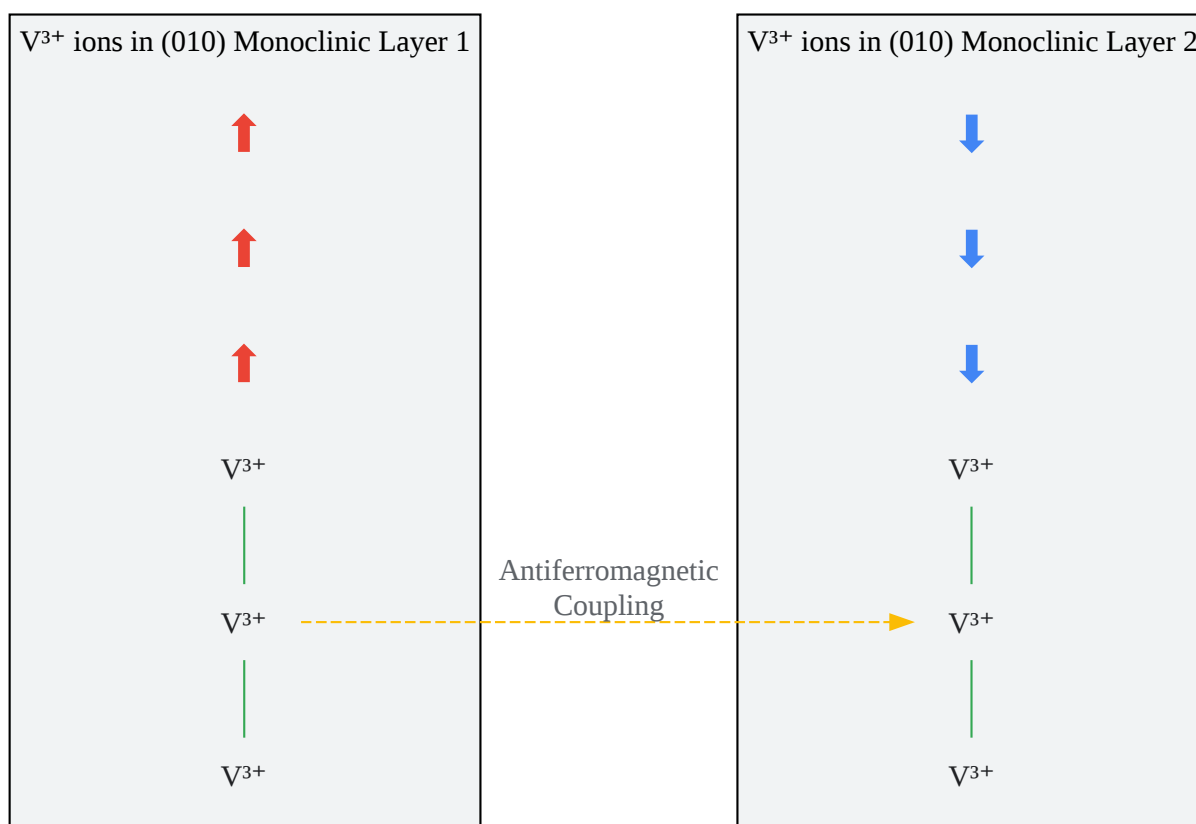 V³⁺ ions in (010) Monoclinic Layer 1
V³⁺ ions in (010) Monoclinic Layer 2
V³⁺
V³⁺
Antiferromagnetic
Coupling
V³⁺
V³⁺
V³⁺
V³⁺